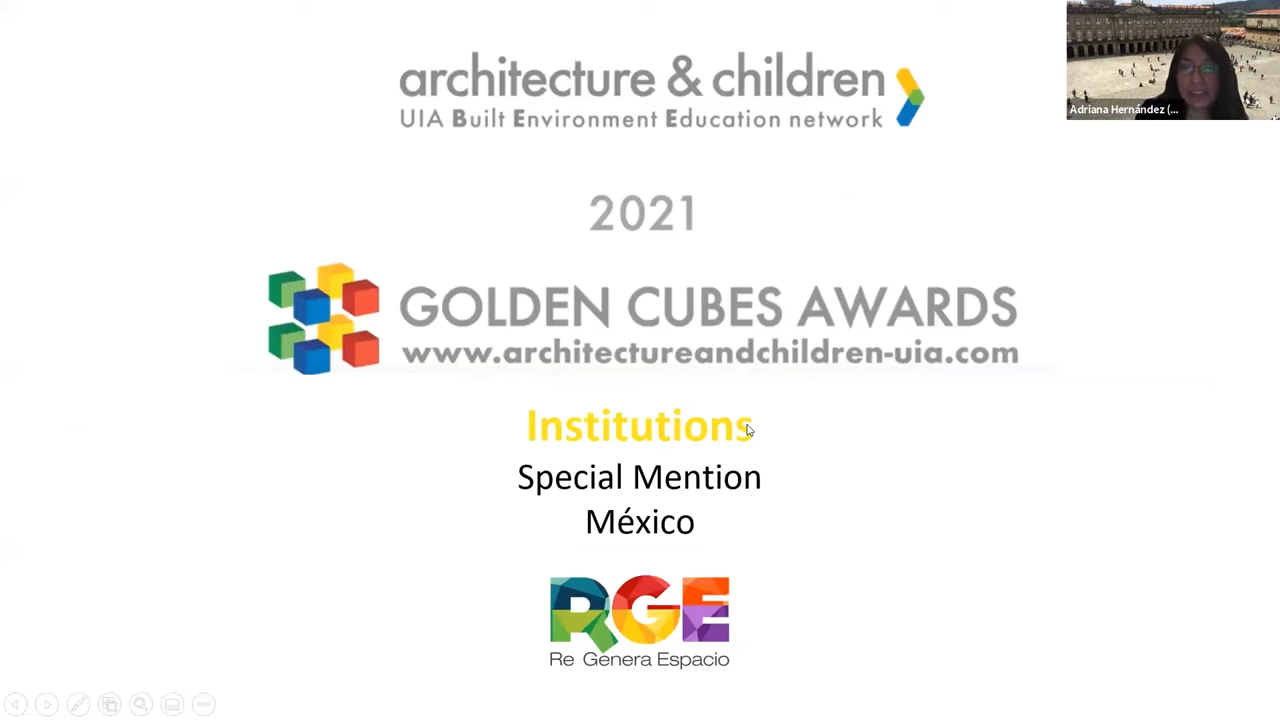 architecture & children
UIA Built Environment Education network
Adriana Hernández (...
2021
GOLDEN CUBES AWARDS
www.architectureandchildren-uia.com
Institutions
Special Mention
México
RGE
Re Genera Espacio